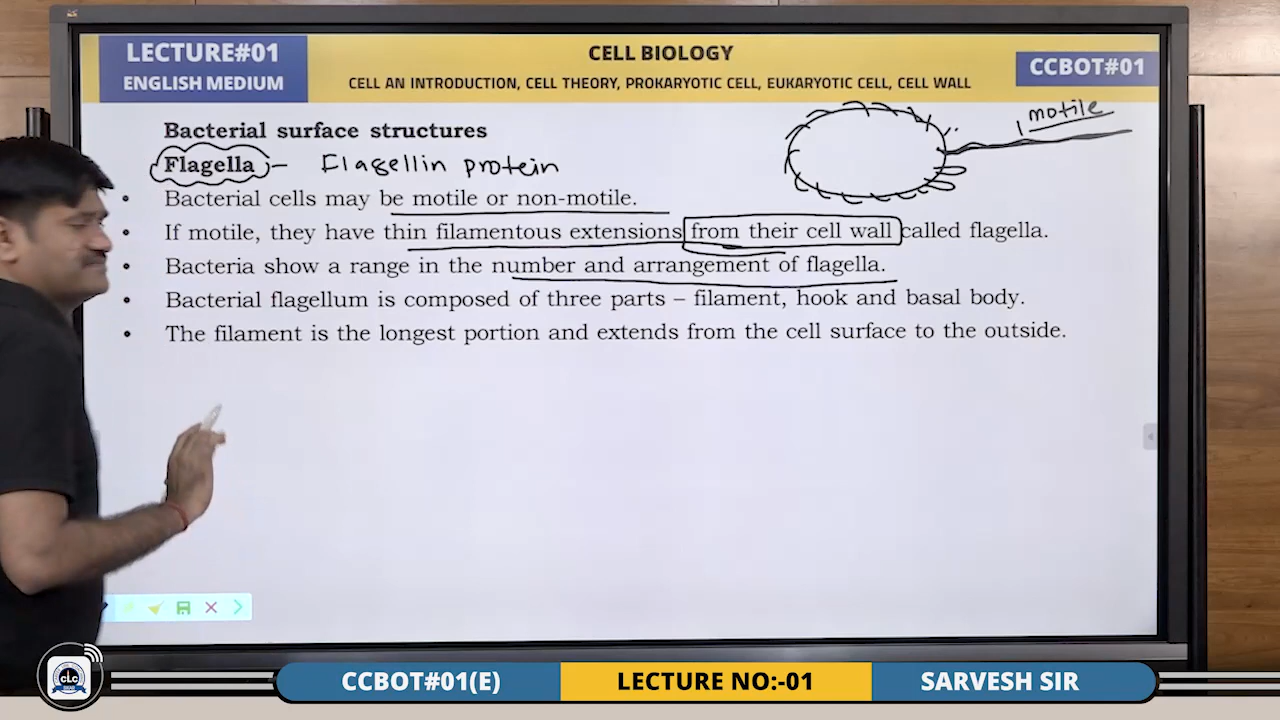 LECTURE#01
ENGLISH MEDIUM
CELL BIOLOGY
CELL AN INTRODUCTION, CELL THEORY, PROKARYOTIC CELL, EUKARYOTIC CELL, CELL WALL
CCBOT#01
motile
Bacterial surface structures
Flagella :- Flagellin protein
• Bacterial cells may be motile or non-motile.
• If motile, they have thin filamentous extensions from their cell wall called flagella.
• Bacteria show a range in the number and arrangement of flagella.
• Bacterial flagellum is composed of three parts – filament, hook and basal body.
• The filament is the longest portion and extends from the cell surface to the outside.
CLC
SIKAR
CCBOT#01(E)
LECTURE NO:-01
SARVESH SIR